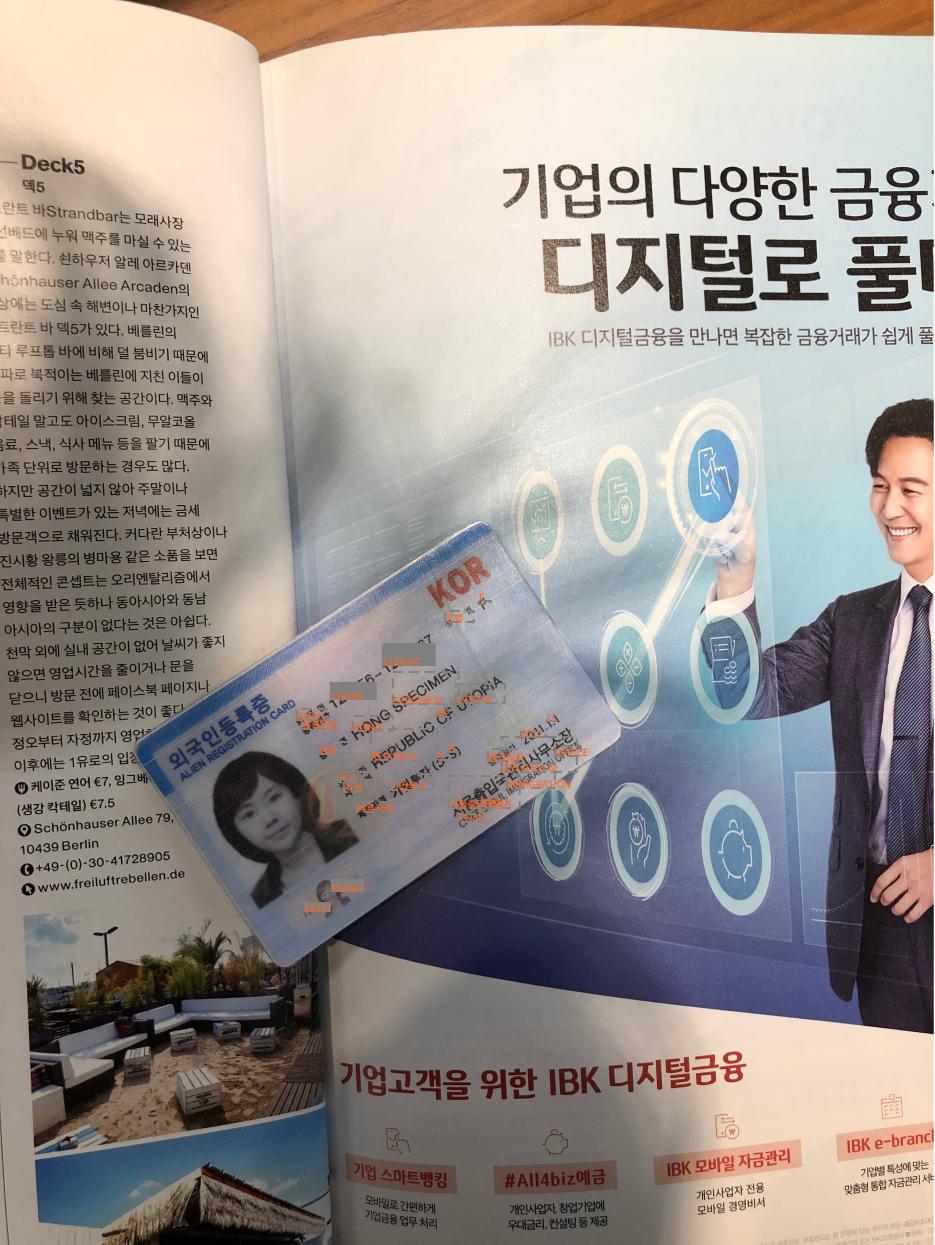 Deck5
덱5
란트 바Strandbar는 모래사장
선베드에 누워 맥주를 마실 수 있는
를 말한다. 쇤하우저 알레 아르카덴
chönhauser Allee Arcaden의
상에는 도심 속 해변이나 마찬가지인
트란트 바 덱5가 있다. 베를린의
타 루프톱 바에 비해 덜 붐비기 때문에
파로 북적이는 베를린에 지친 이들이
을 돌리기 위해 찾는 공간이다. 맥주와
칵테일 말고도 아이스크림, 무알코올
음료, 스낵, 식사 메뉴 등을 팔기 때문에
가족 단위로 방문하는 경우도 많다.
하지만 공간이 넓지 않아 주말이나
특별한 이벤트가 있는 저녁에는 금세
방문객으로 채워진다. 커다란 부처상이나
진시황 왕릉의 병마용 같은 소품을 보면
전체적인 콘셉트는 오리엔탈리즘에서
영향을 받은 듯하나 동아시아와 동남
아시아의 구분이 없다는 것은 아쉽다.
천막 외에 실내 공간이 없어 날씨가 좋지
않으면 영업시간을 줄이거나 문을
닫으니 방문 전에 페이스북 페이지나
웹사이트를 확인하는 것이 좋다
정오부터 자정까지 영업
이후에는 1유로의 입
케이준 연어 €7, 잉그버
(생강 칵테일) €7.5
Schönhauser Allee 79,
10439 Berlin
+49-(0)-30-41728905
www.freiluftrebellen.de
기업의 다양한 금융
디지털로 풀
IBK 디지털금융을 만나면 복잡한 금융거래가 쉽게 풀
KOR
외국인등록증
ALIEN REGISTRATION CARD
HONG SPECIMEN
REPUBLIC OF UTOPIA
기업투자 (D-8)
기업고객을 위한 IBK 디지털금융
기업 스마트뱅킹
모바일로 간편하게
기업금융 업무 처리
#All4biz예금
개인사업자, 창업기업에
우대금리, 컨설팅 등 제공
IBK 모바일 자금관리
개인사업자 전용
모바일 경영비서
IBK e-branch
기업별 특성에 맞는
맞춤형 통합 자금관리 서